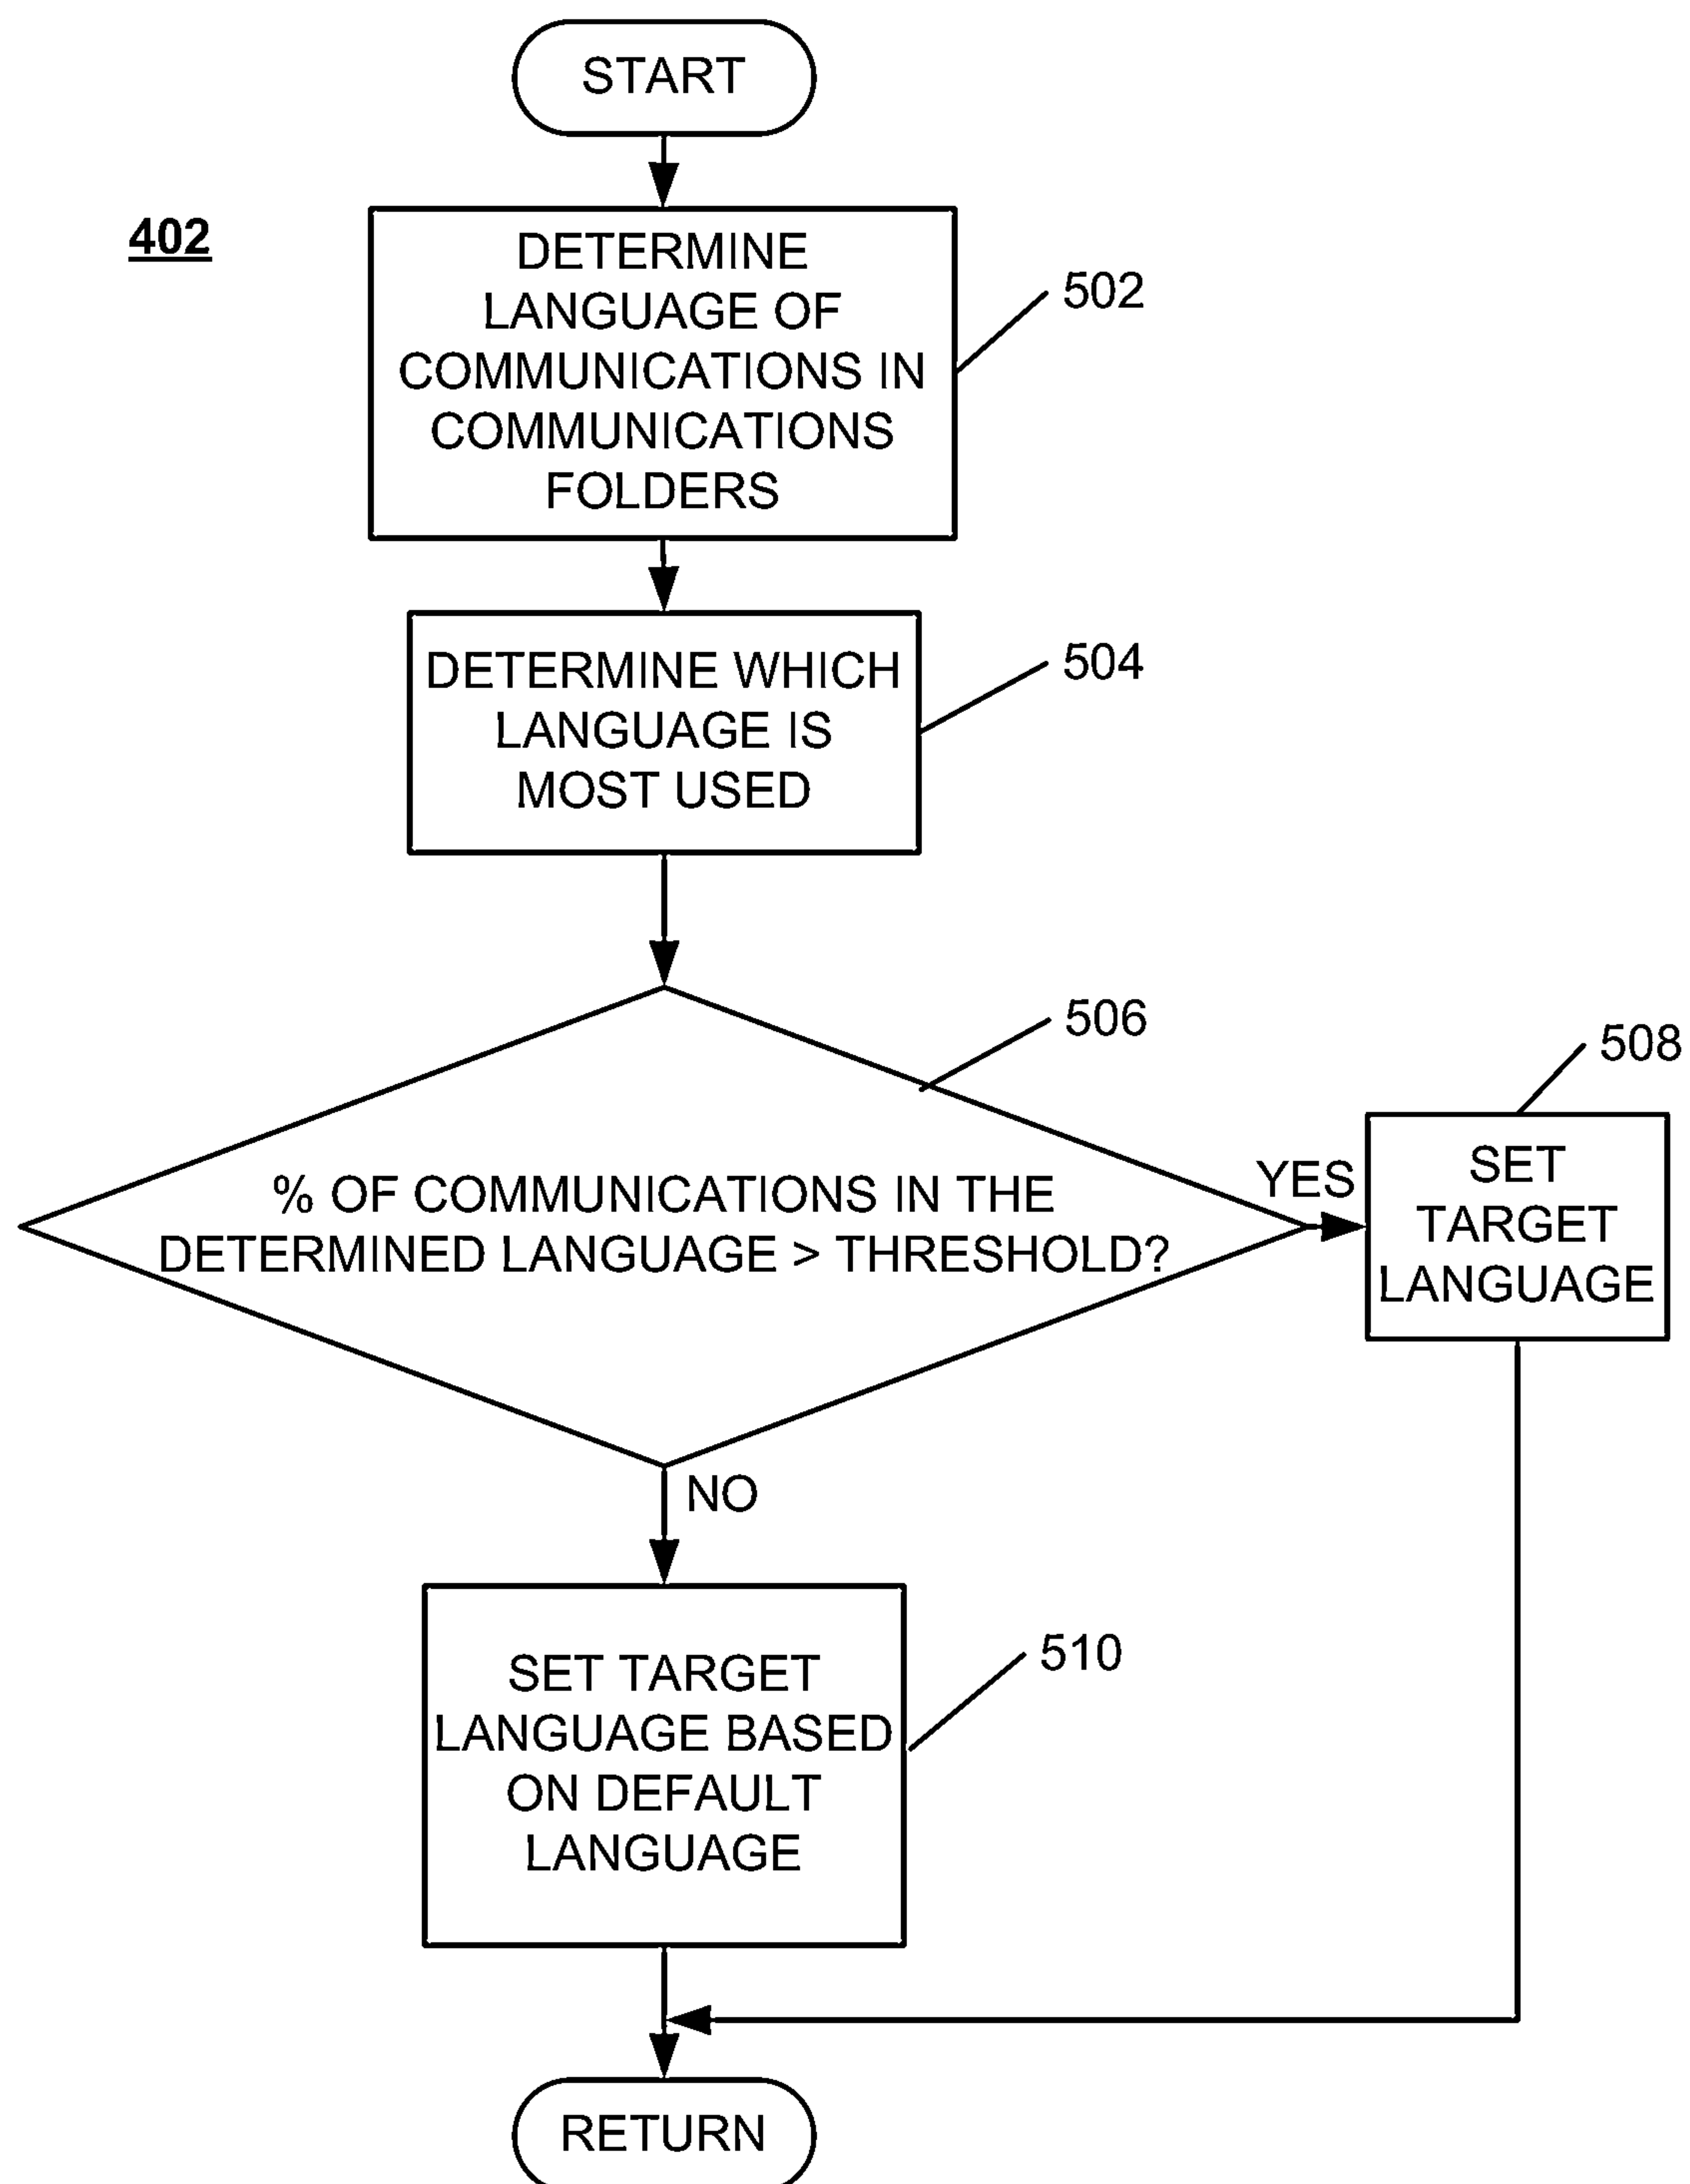 START
402
DETERMINE
LANGUAGE OF
COMMUNICATIONS IN
COMMUNICATIONS
FOLDERS
502
DETERMINE WHICH
LANGUAGE IS
MOST USED
504
506
% OF COMMUNICATIONS IN THE
DETERMINED LANGUAGE > THRESHOLD?
YES
508
SET
TARGET
LANGUAGE
NO
SET TARGET
LANGUAGE BASED
ON DEFAULT
LANGUAGE
510
RETURN